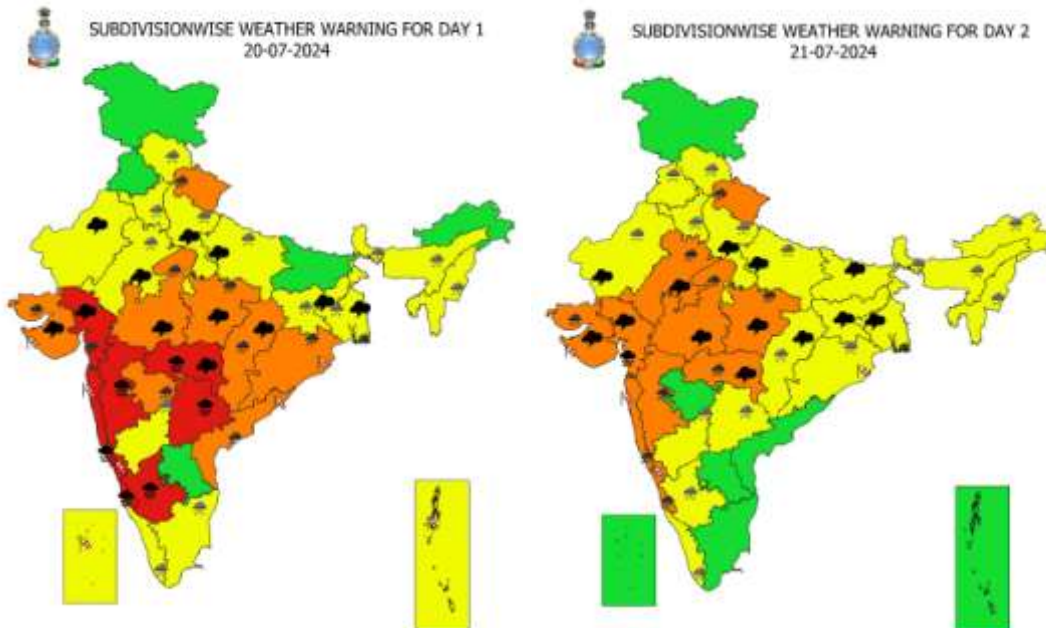 SUBDIVISIONWISE WEATHER WARNING FOR DAY 1
20-07-2024
SUBDIVISIONWISE WEATHER WARNING FOR DAY 2
21-07-2024